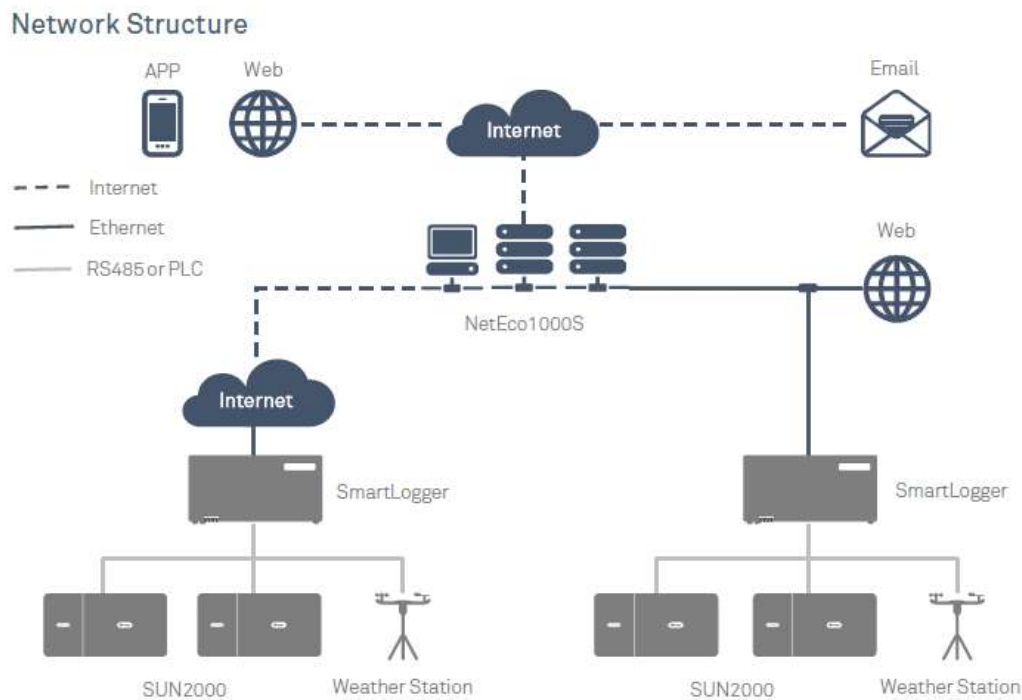 Network Structure
APP
Web
Email
Internet
Internet
Ethernet
RS485 or PLC
Web
NetEco1000S
Internet
SmartLogger
SmartLogger
SUN2000
Weather Station
SUN2000
Weather Station